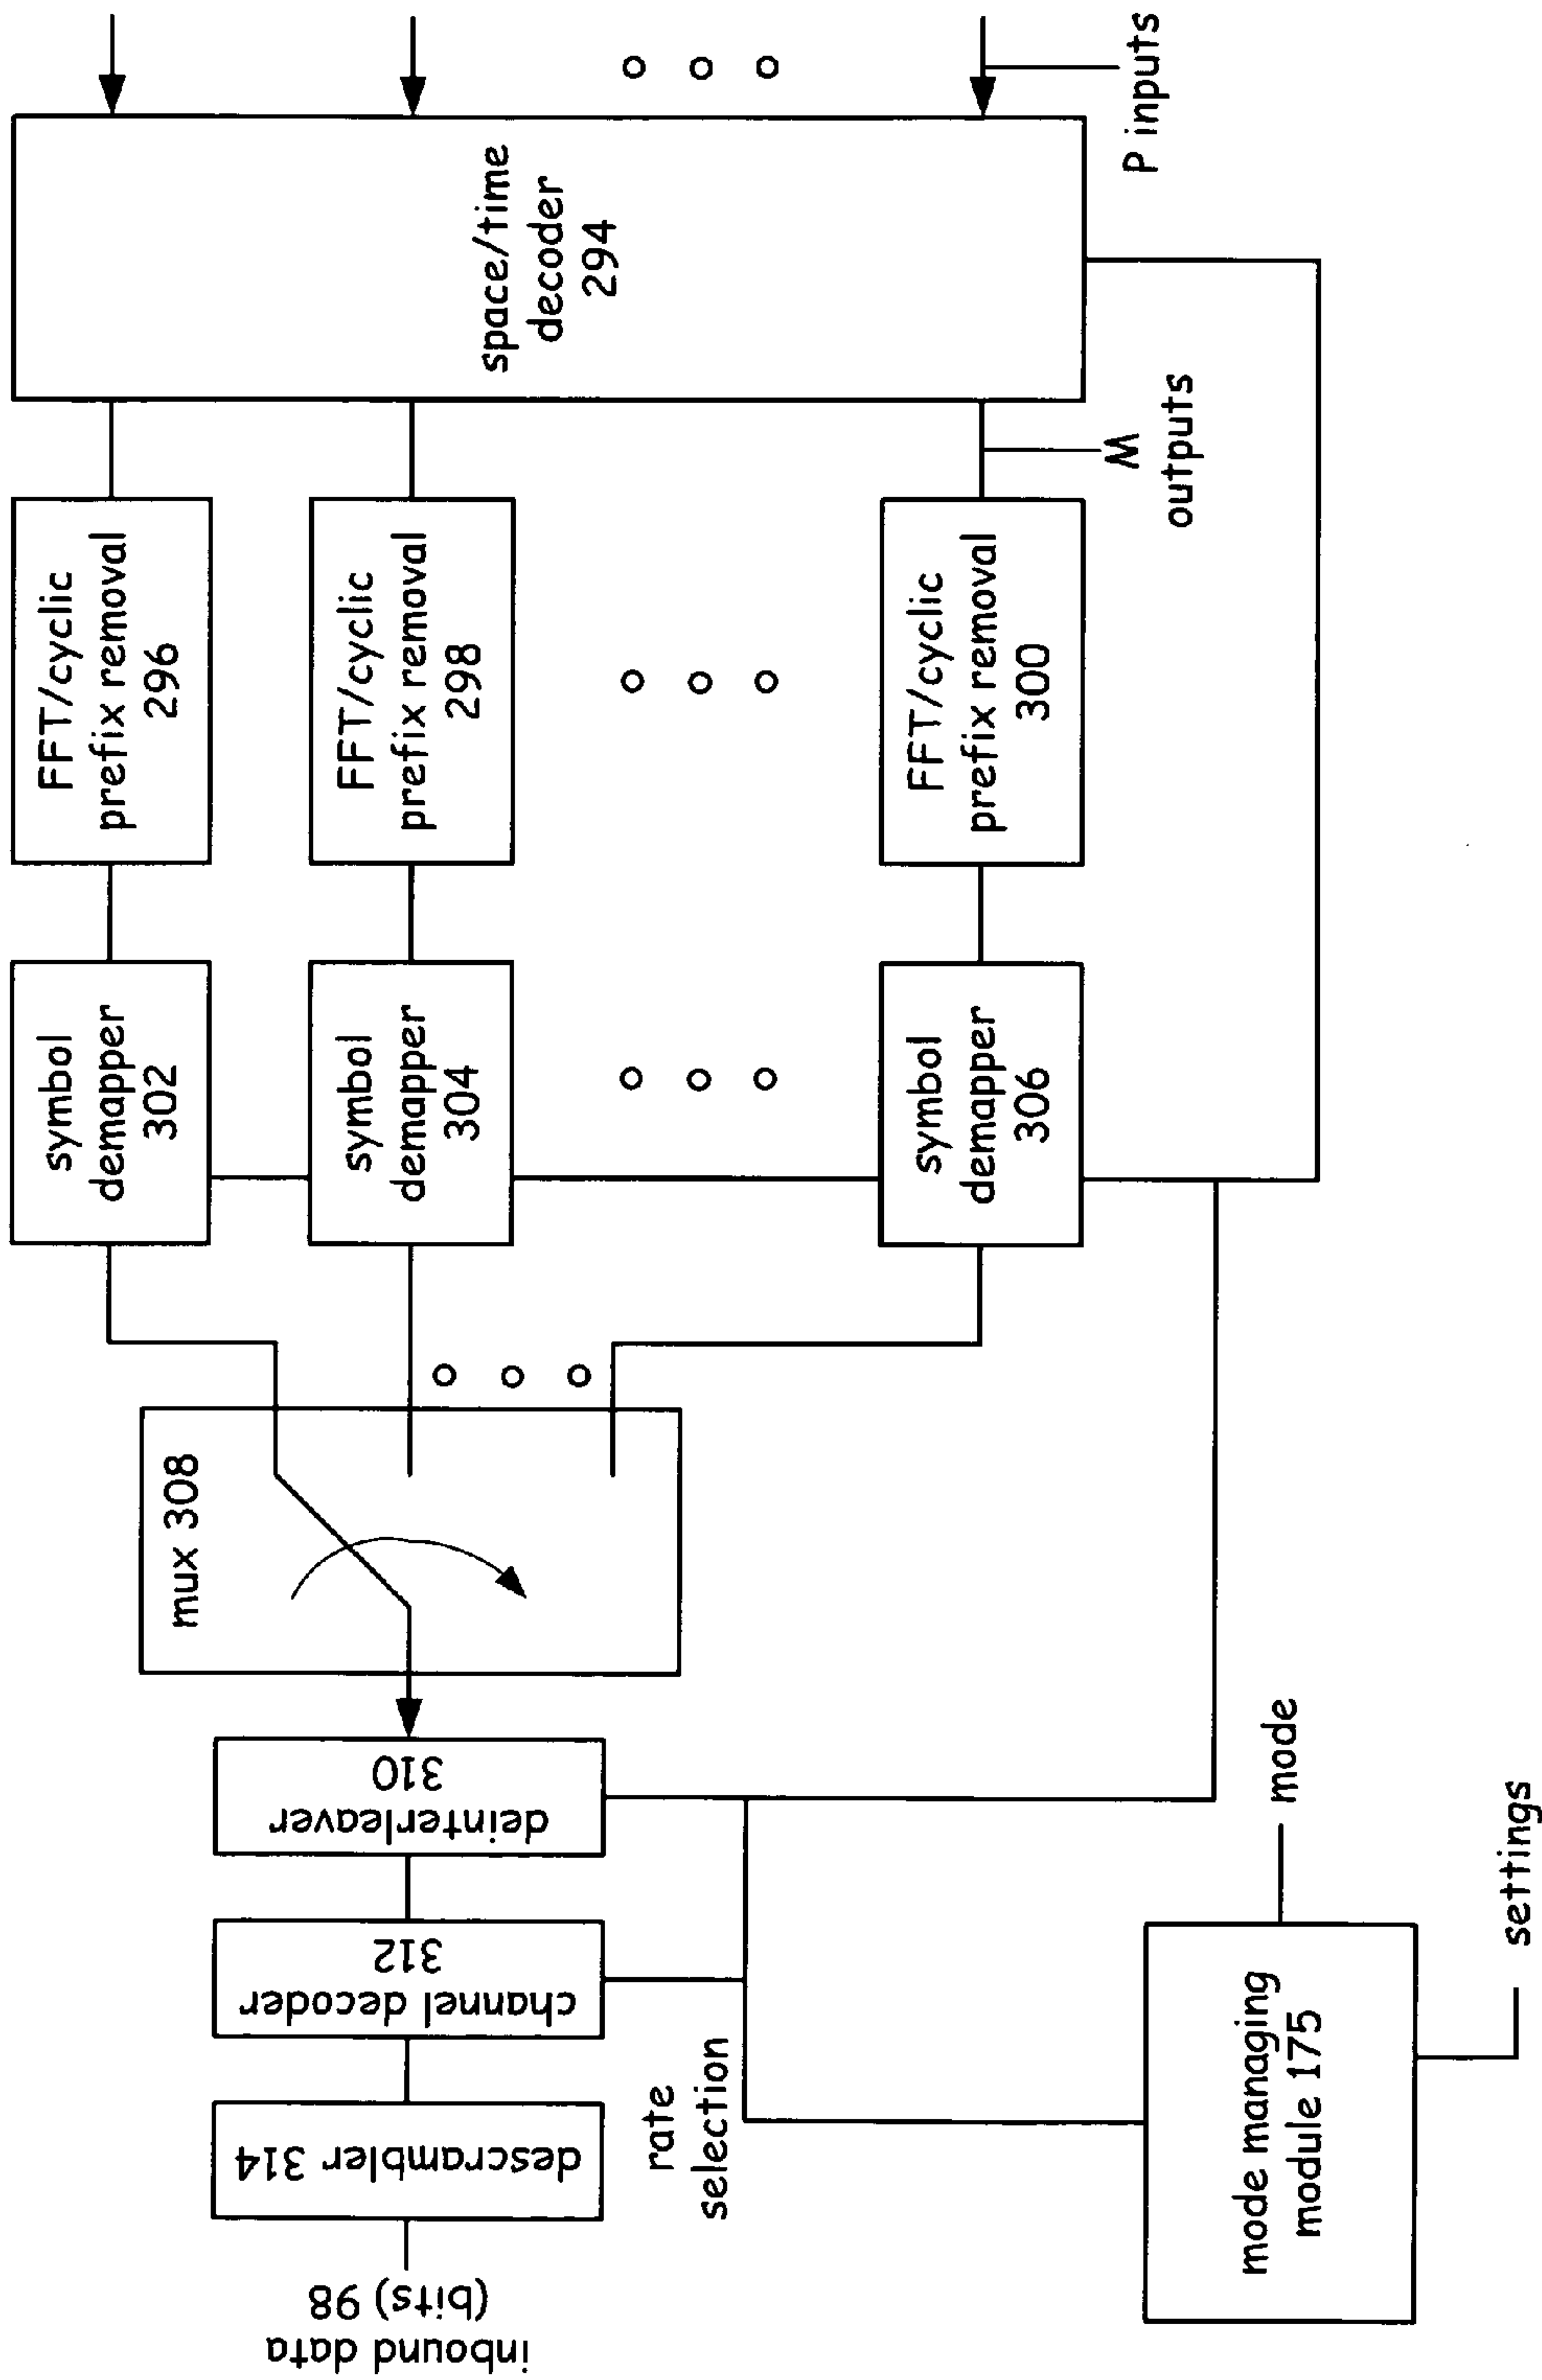 inbound data
(bits) 98
descrambler 314
channel decoder
312
deinterleaver
310
mux 308
rate
selection
mode managing
module 175
mode
settings
symbol
demapper
302
symbol
demapper
304
symbol
demapper
306
FFT/cyclic
prefix removal
296
FFT/cyclic
prefix removal
298
FFT/cyclic
prefix removal
300
M
outputs
space/time
decoder
294
P inputs